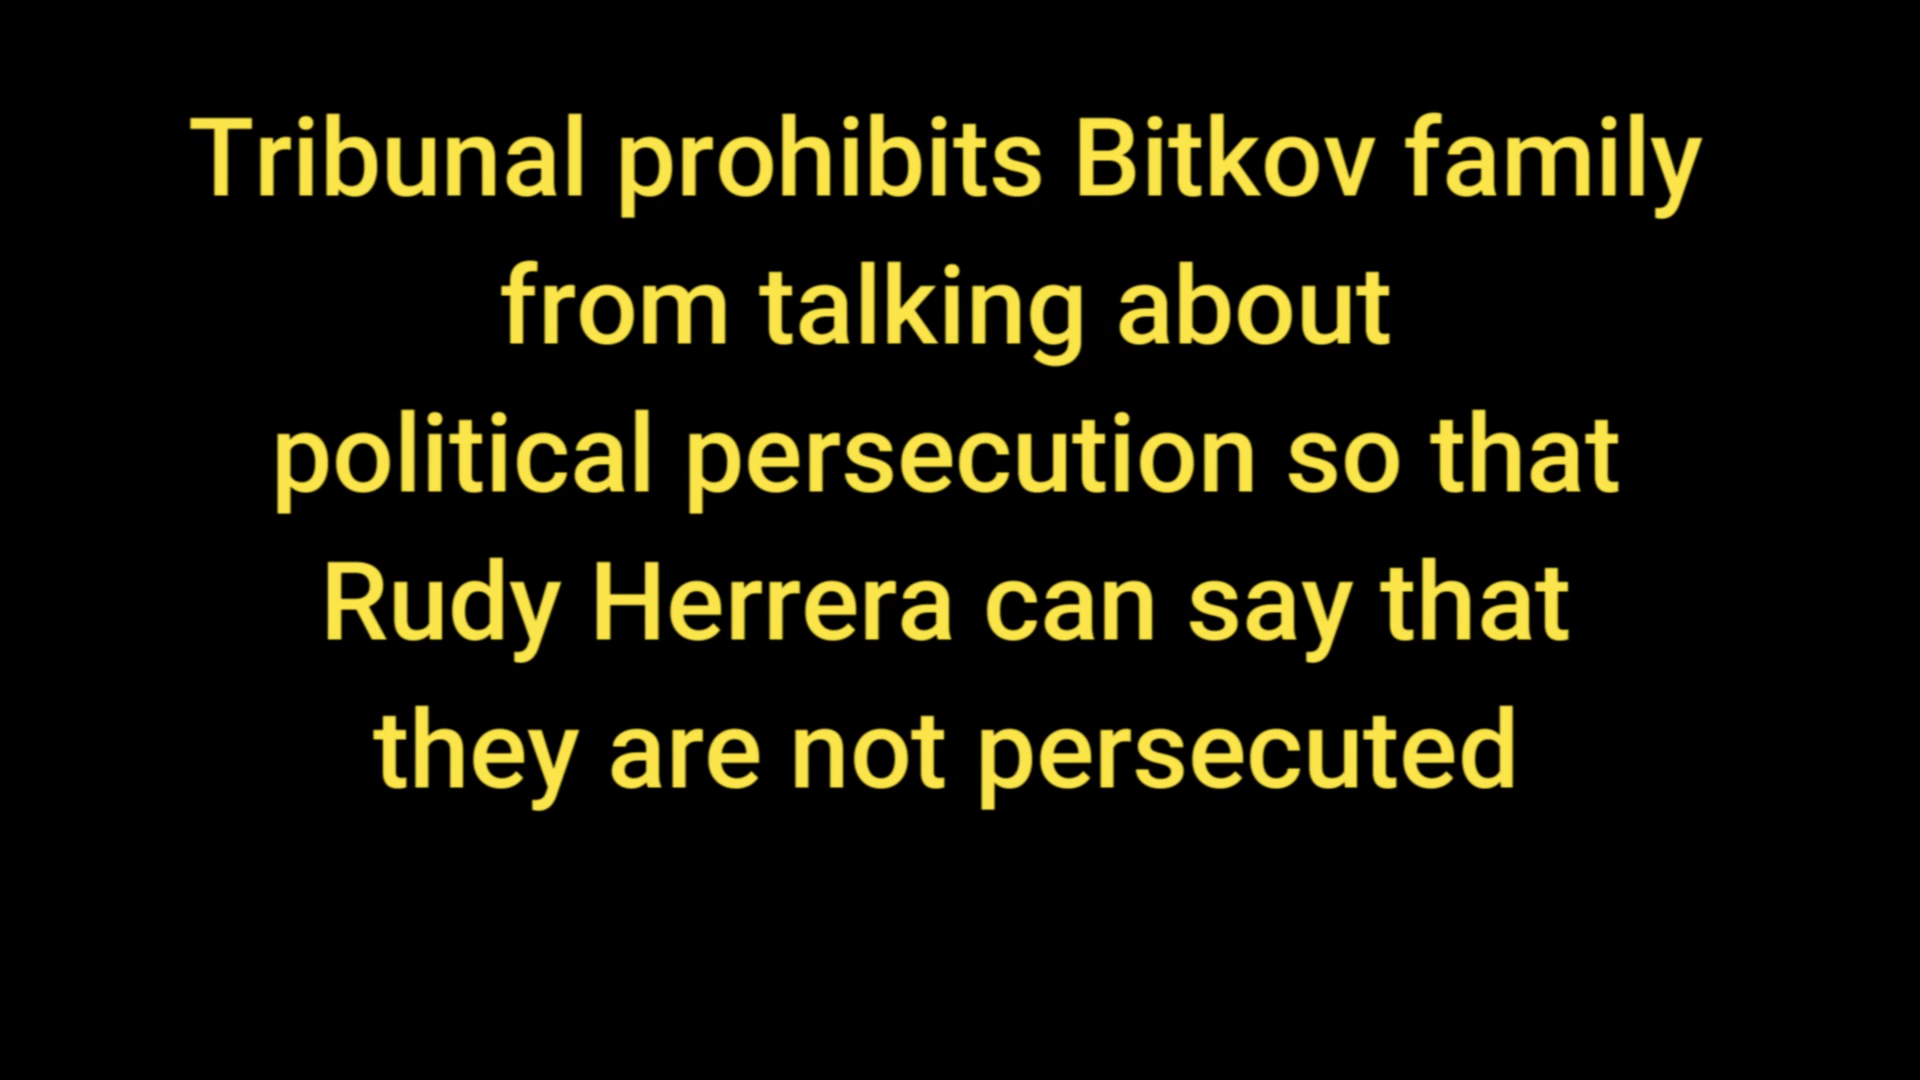 Tribunal prohibits Bitkov family
from talking about
political persecution so that
Rudy Herrera can say that
they are not persecuted